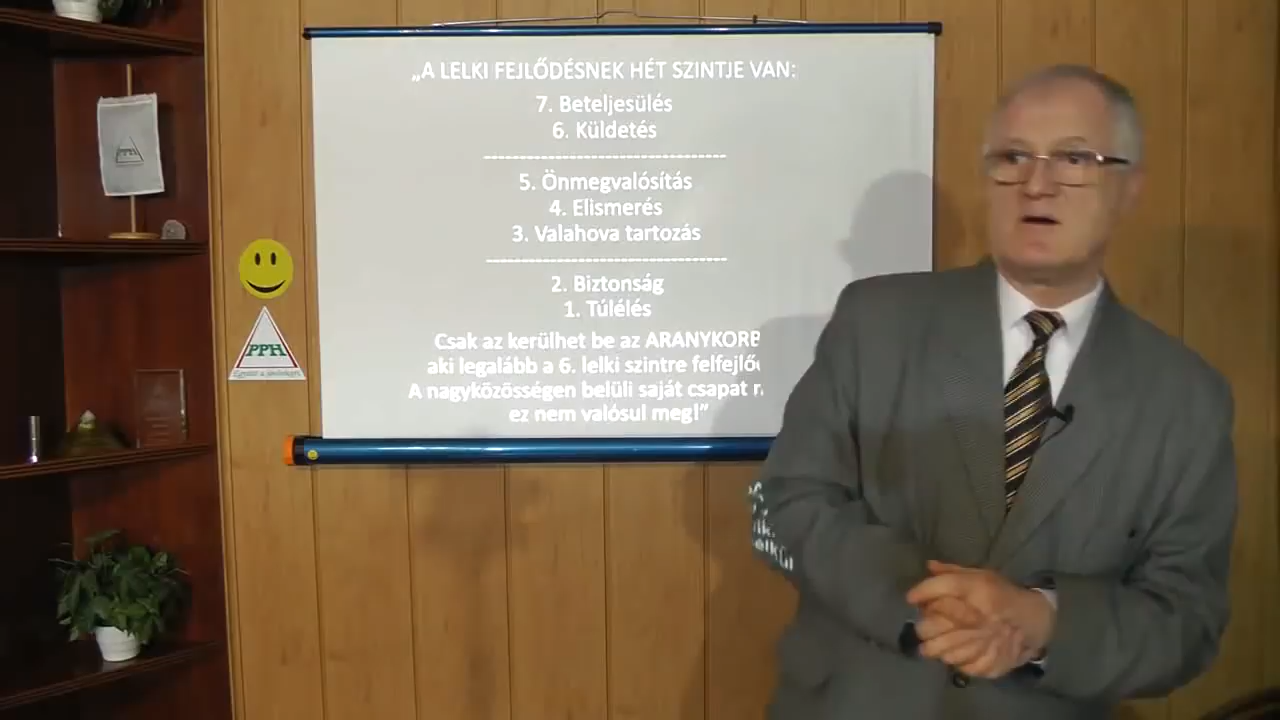 „A LELKI FEJLŐDÉSNEK HÉT SZINTJE VAN:
7. Beteljesülés
6. Küldetés
5. Önmegvalósítás
4. Elismerés
3. Valahova tartozás
2. Biztonság
1. Túlélés
Csak az kerülhet be az
aki legalább a 6. lelki szintre
A nagyközösségen belüli saját csapat
ez nem valósul meg!”
PPH
PPH